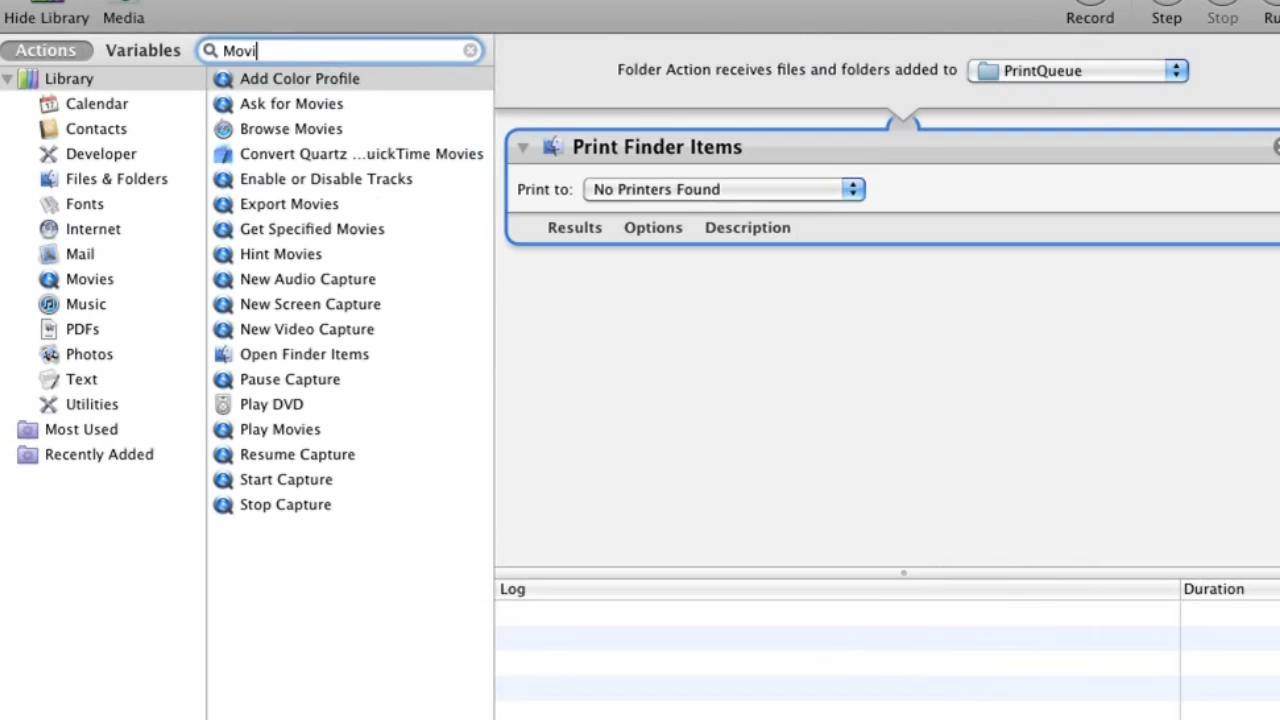 Hide Library Media Record Step Stop
Actions Variables Movi
Folder Action receives files and folders added to PrintQueue
Library
Calendar
Contacts
Developer
Files & Folders
Fonts
Internet
Mail
Movies
Music
PDFs
Photos
Text
Utilities
Most Used
Recently Added
Add Color Profile
Ask for Movies
Browse Movies
Convert Quartz ...uickTime Movies
Enable or Disable Tracks
Export Movies
Get Specified Movies
Hint Movies
New Audio Capture
New Screen Capture
New Video Capture
Open Finder Items
Pause Capture
Play DVD
Play Movies
Resume Capture
Start Capture
Stop Capture
Print Finder Items
Print to: No Printers Found
Results Options Description
Log Duration